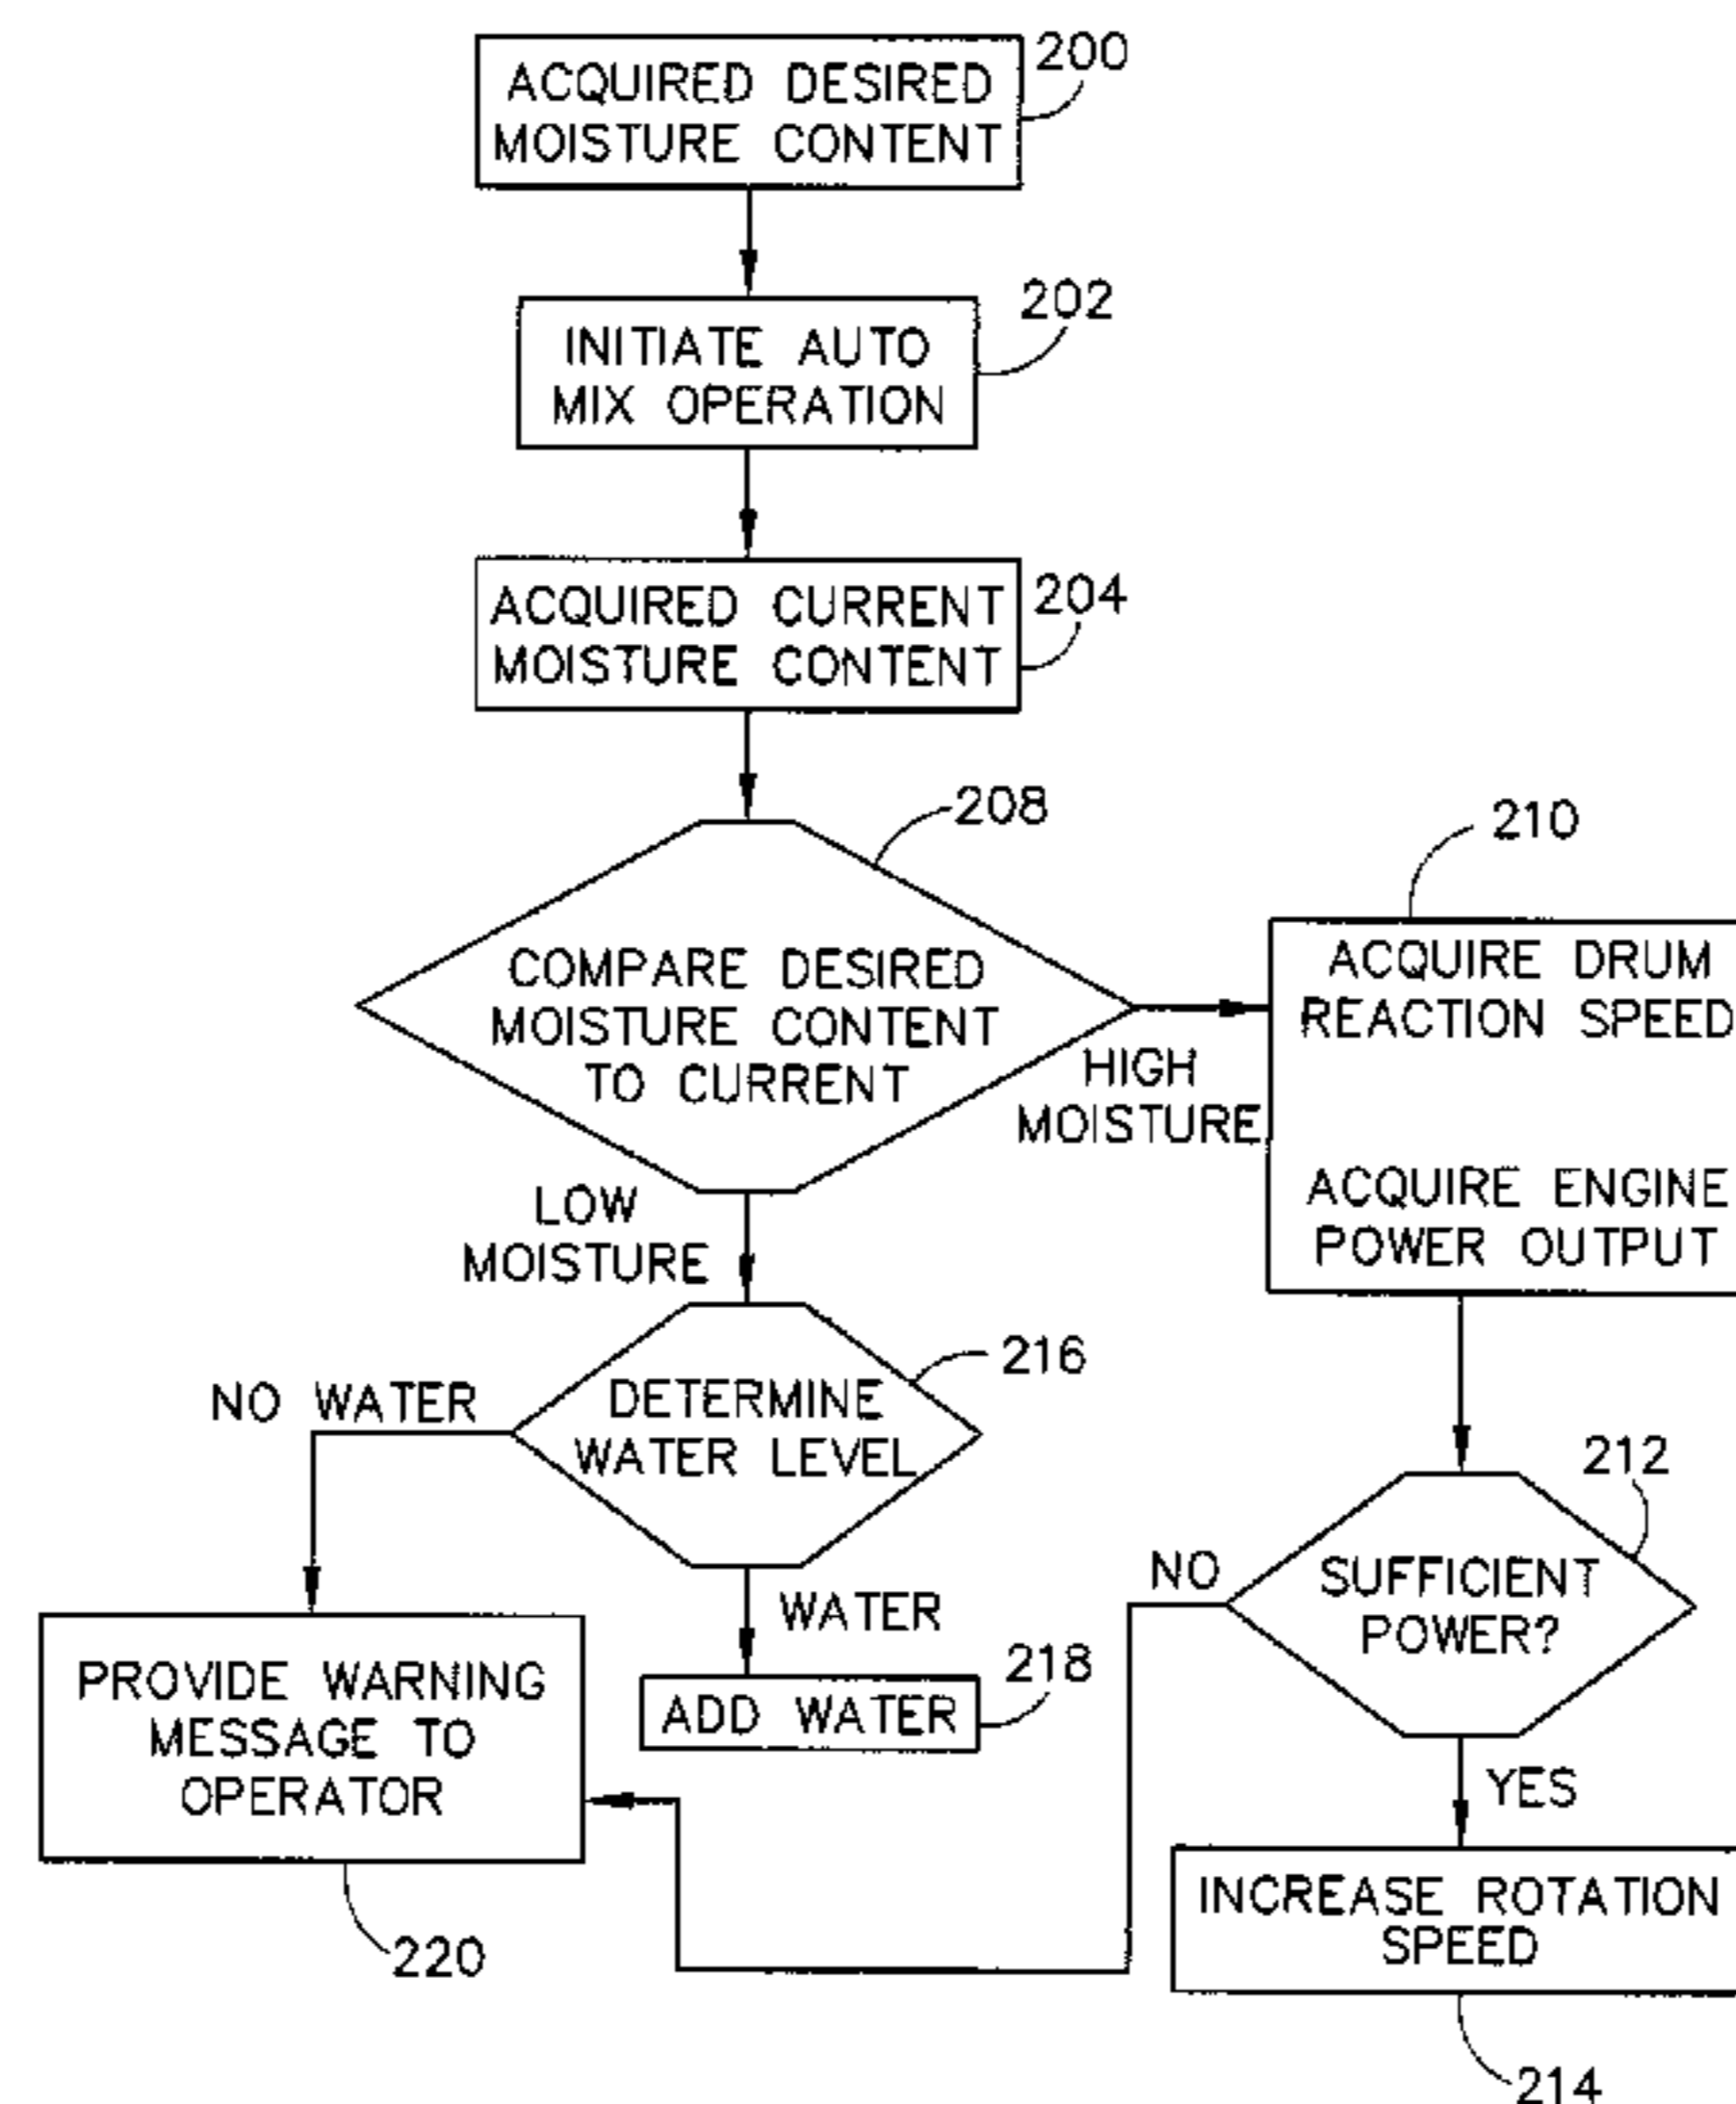 ACQUIRED DESIRED
MOISTURE CONTENT
200
INITIATE AUTO
MIX OPERATION
202
ACQUIRED CURRENT
MOISTURE CONTENT
204
208
COMPARE DESIRED
MOISTURE CONTENT
TO CURRENT
HIGH
MOISTURE
210
ACQUIRE DRUM
REACTION SPEED
ACQUIRE ENGINE
POWER OUTPUT
LOW
MOISTURE
216
DETERMINE
WATER LEVEL
NO WATER
WATER
218
ADD WATER
212
SUFFICIENT
POWER?
NO
YES
PROVIDE WARNING
MESSAGE TO
OPERATOR
220
INCREASE ROTATION
SPEED
214